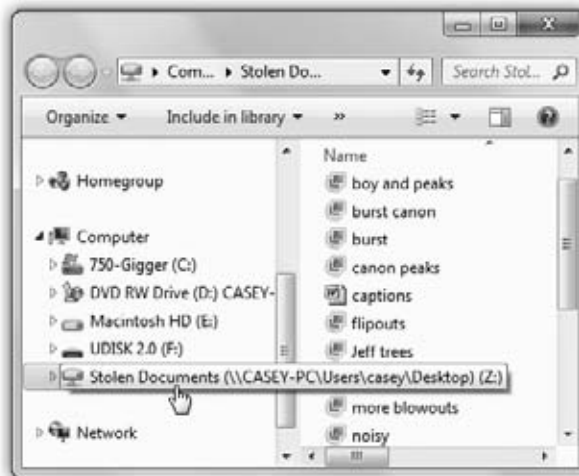 Com... Stolen Do... Search Stol...
Organize Include in library »
Homegroup
Computer
750-Gigger (C:)
DVD RW Drive (D:) CASEY-
Macintosh HD (E:)
UDISK 2.0 (F:)
Stolen Documents (\\CASEY-PC\Users\casey\Desktop) (Z:)
Network
Name
boy and peaks
burst canon
burst
canon peaks
captions
flipouts
Jeff trees
more blowouts
noisy